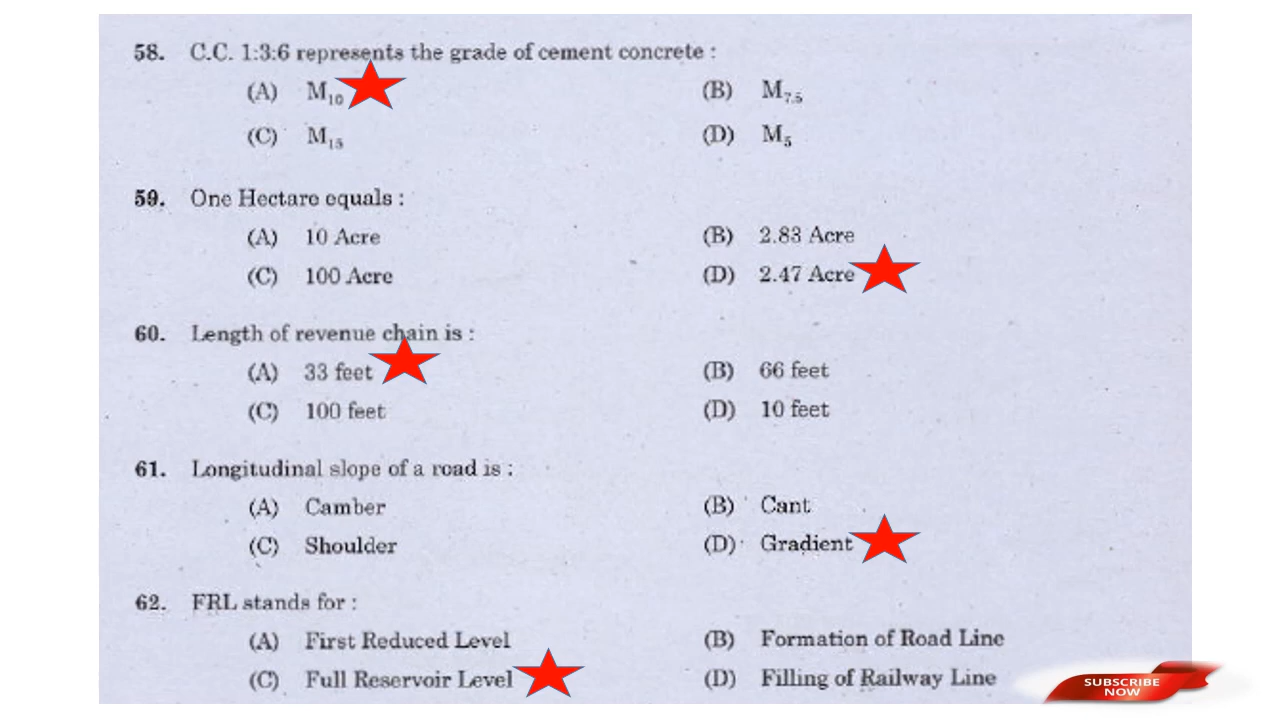 58. C.C. 1:3:6 represents the grade of cement concrete :
(A) M10 (B) M7.5
(C) M15 (D) M5
59. One Hectare equals :
(A) 10 Acre (B) 2.83 Acre
(C) 100 Acre (D) 2.47 Acre
60. Length of revenue chain is :
(A) 33 feet (B) 66 feet
(C) 100 feet (D) 10 feet
61. Longitudinal slope of a road is :
(A) Camber (B) Cant
(C) Shoulder (D) Gradient
62. FRL stands for :
(A) First Reduced Level (B) Formation of Road Line
(C) Full Reservoir Level (D) Filling of Railway Line
SUBSCRIBE
NOW